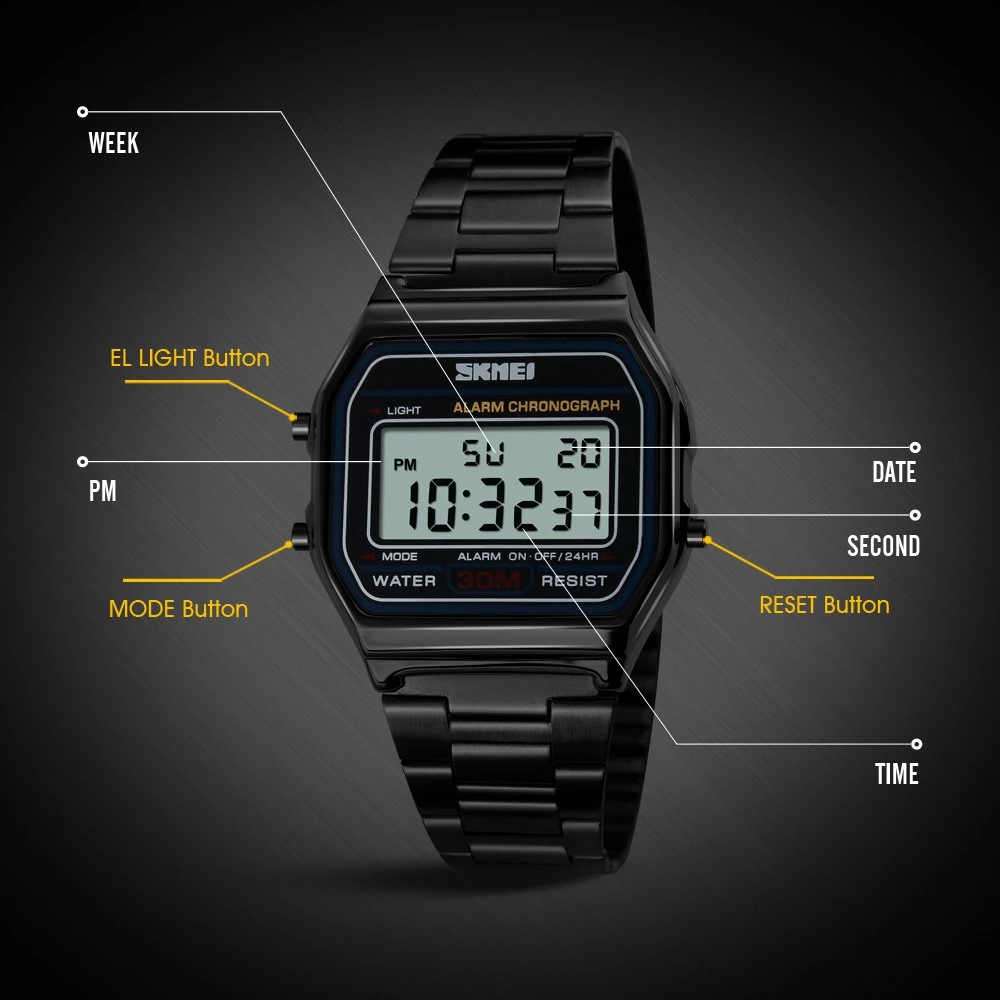 WEEK
EL LIGHT Button
SKMEI
LIGHT
ALARM CHRONOGRAPH
PM
SU
20
10:32 37
PM
DATE
SECOND
MODE
ALARM ON·OFF/24HR
WATER
30M
RESIST
MODE Button
RESET Button
TIME